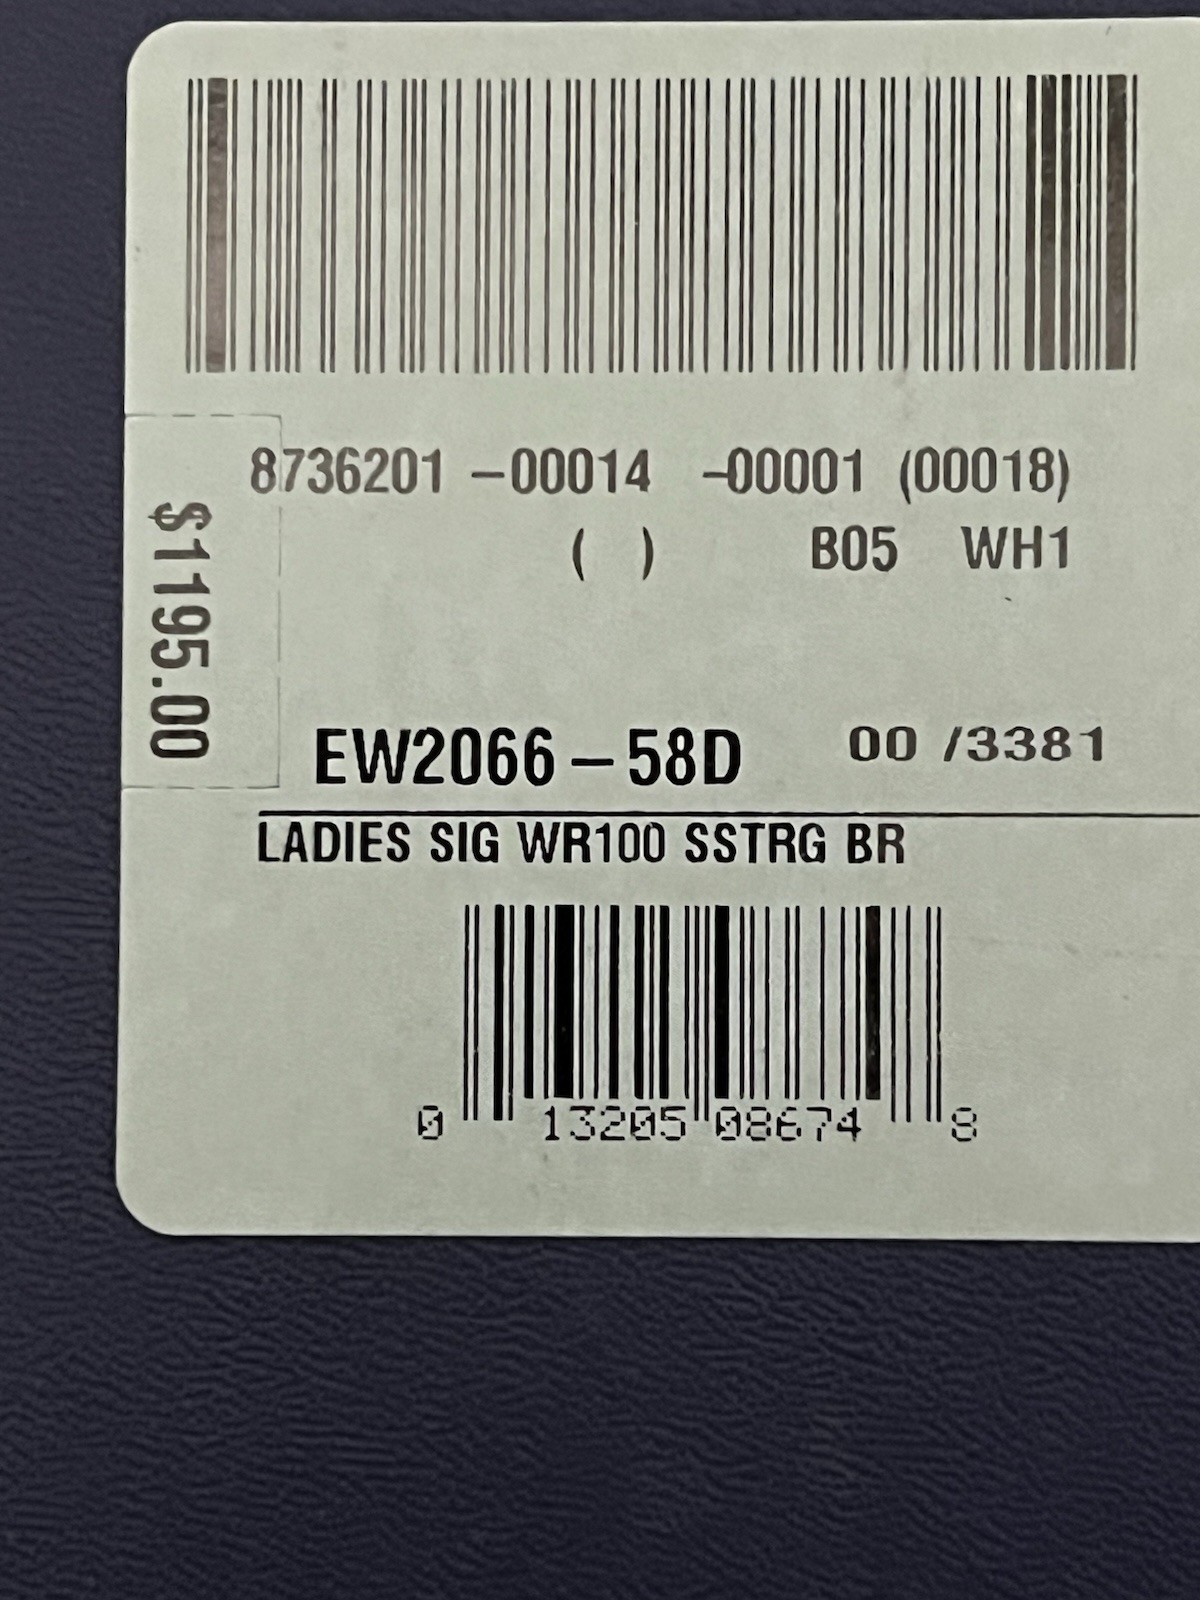 8736201 -00014 -00001 (00018)
( ) B05 WH1
$1195.00
EW2066-58D 00 /3381
LADIES SIG WR100 SSTRG BR
0 13205 08674 8